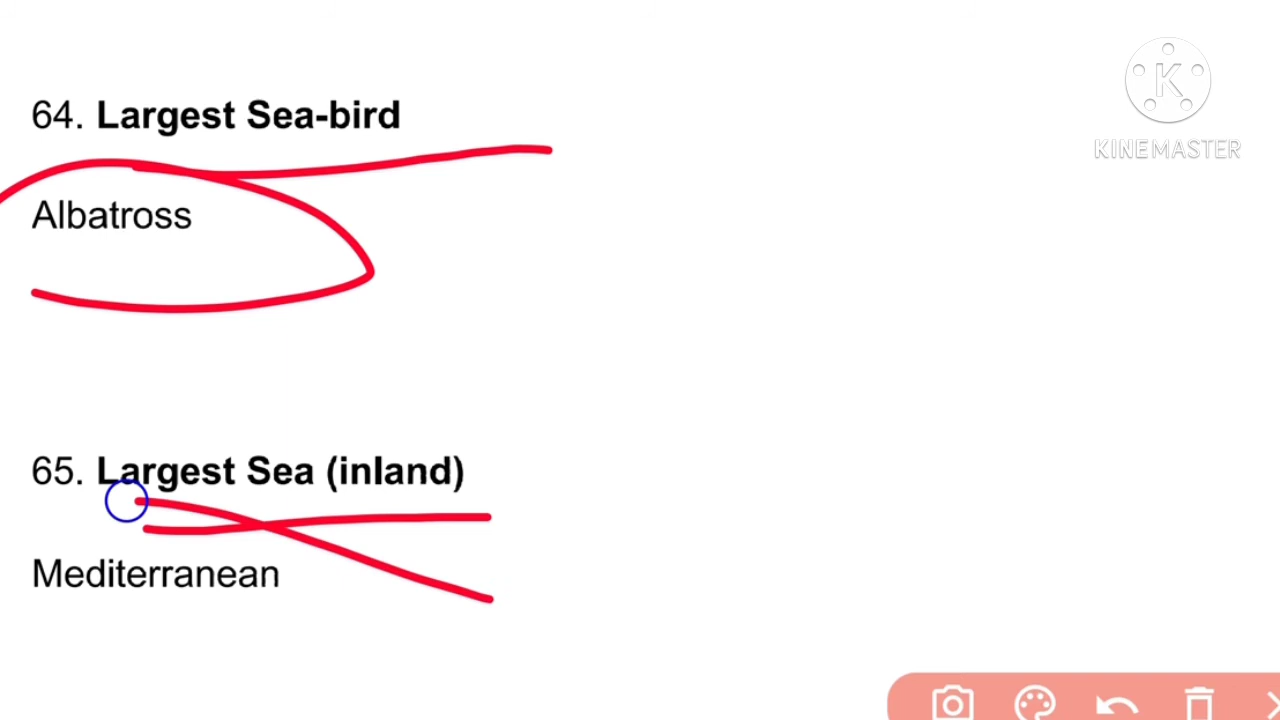 64. Largest Sea-bird
KINEMASTER
Albatross
65. Largest Sea (inland)
Mediterranean